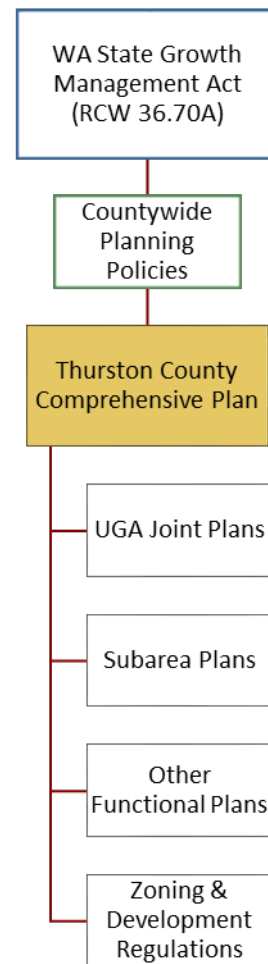 WA State Growth
Management Act
(RCW 36.70A)
Countywide
Planning
Policies
Thurston County
Comprehensive Plan
UGA Joint Plans
Subarea Plans
Other
Functional Plans
Zoning &
Development
Regulations